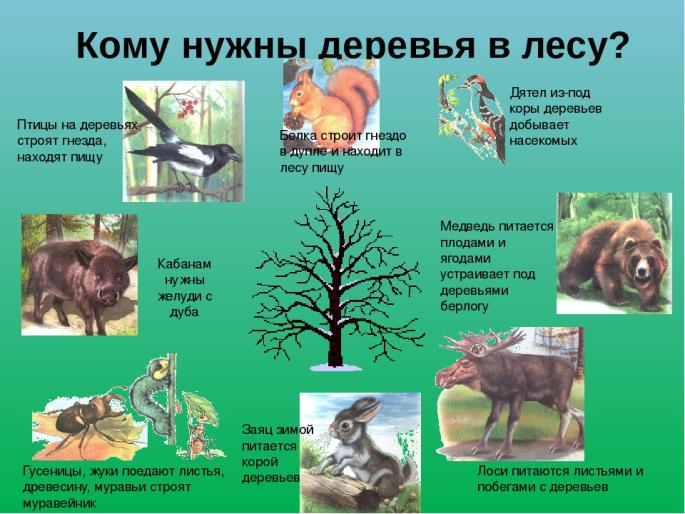 Кому нужны деревья в лесу?
Птицы на деревьях
строят гнезда,
находят пищу
Белка строит гнездо
в дупле и находит в
лесу пищу
Дятел из-под
коры деревьев
добывает
насекомых
Кабанам
нужны
желуди с
дуба
Медведь питается
плодами и
ягодами
устраивает под
деревьями
берлогу
Гусеницы, жуки поедают листья,
древесину, муравьи строят
муравейник
Заяц зимой
питается
корой
деревьев
Лоси питаются листьями и
побегами с деревьев